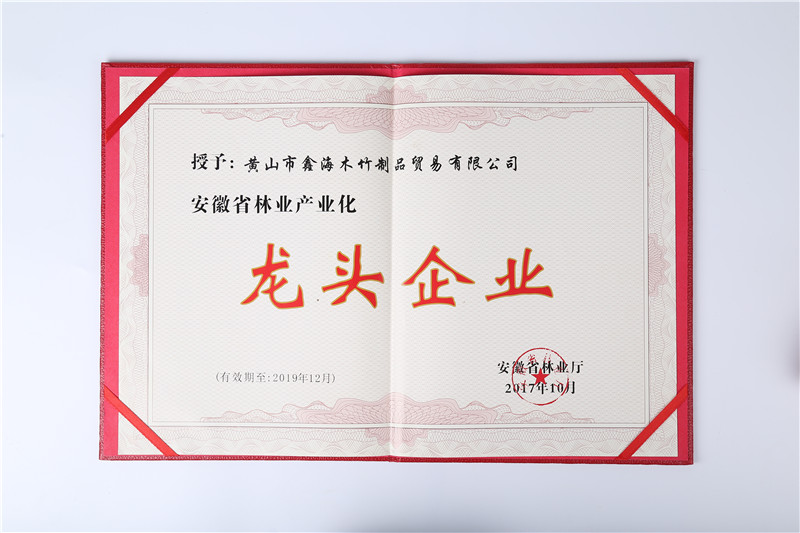 授予：黄山市鑫海木竹制品贸易有限公司
安徽省林业产业化
龙头企业
(有效期至:2019年12月)
安徽省林业厅
2017年10月